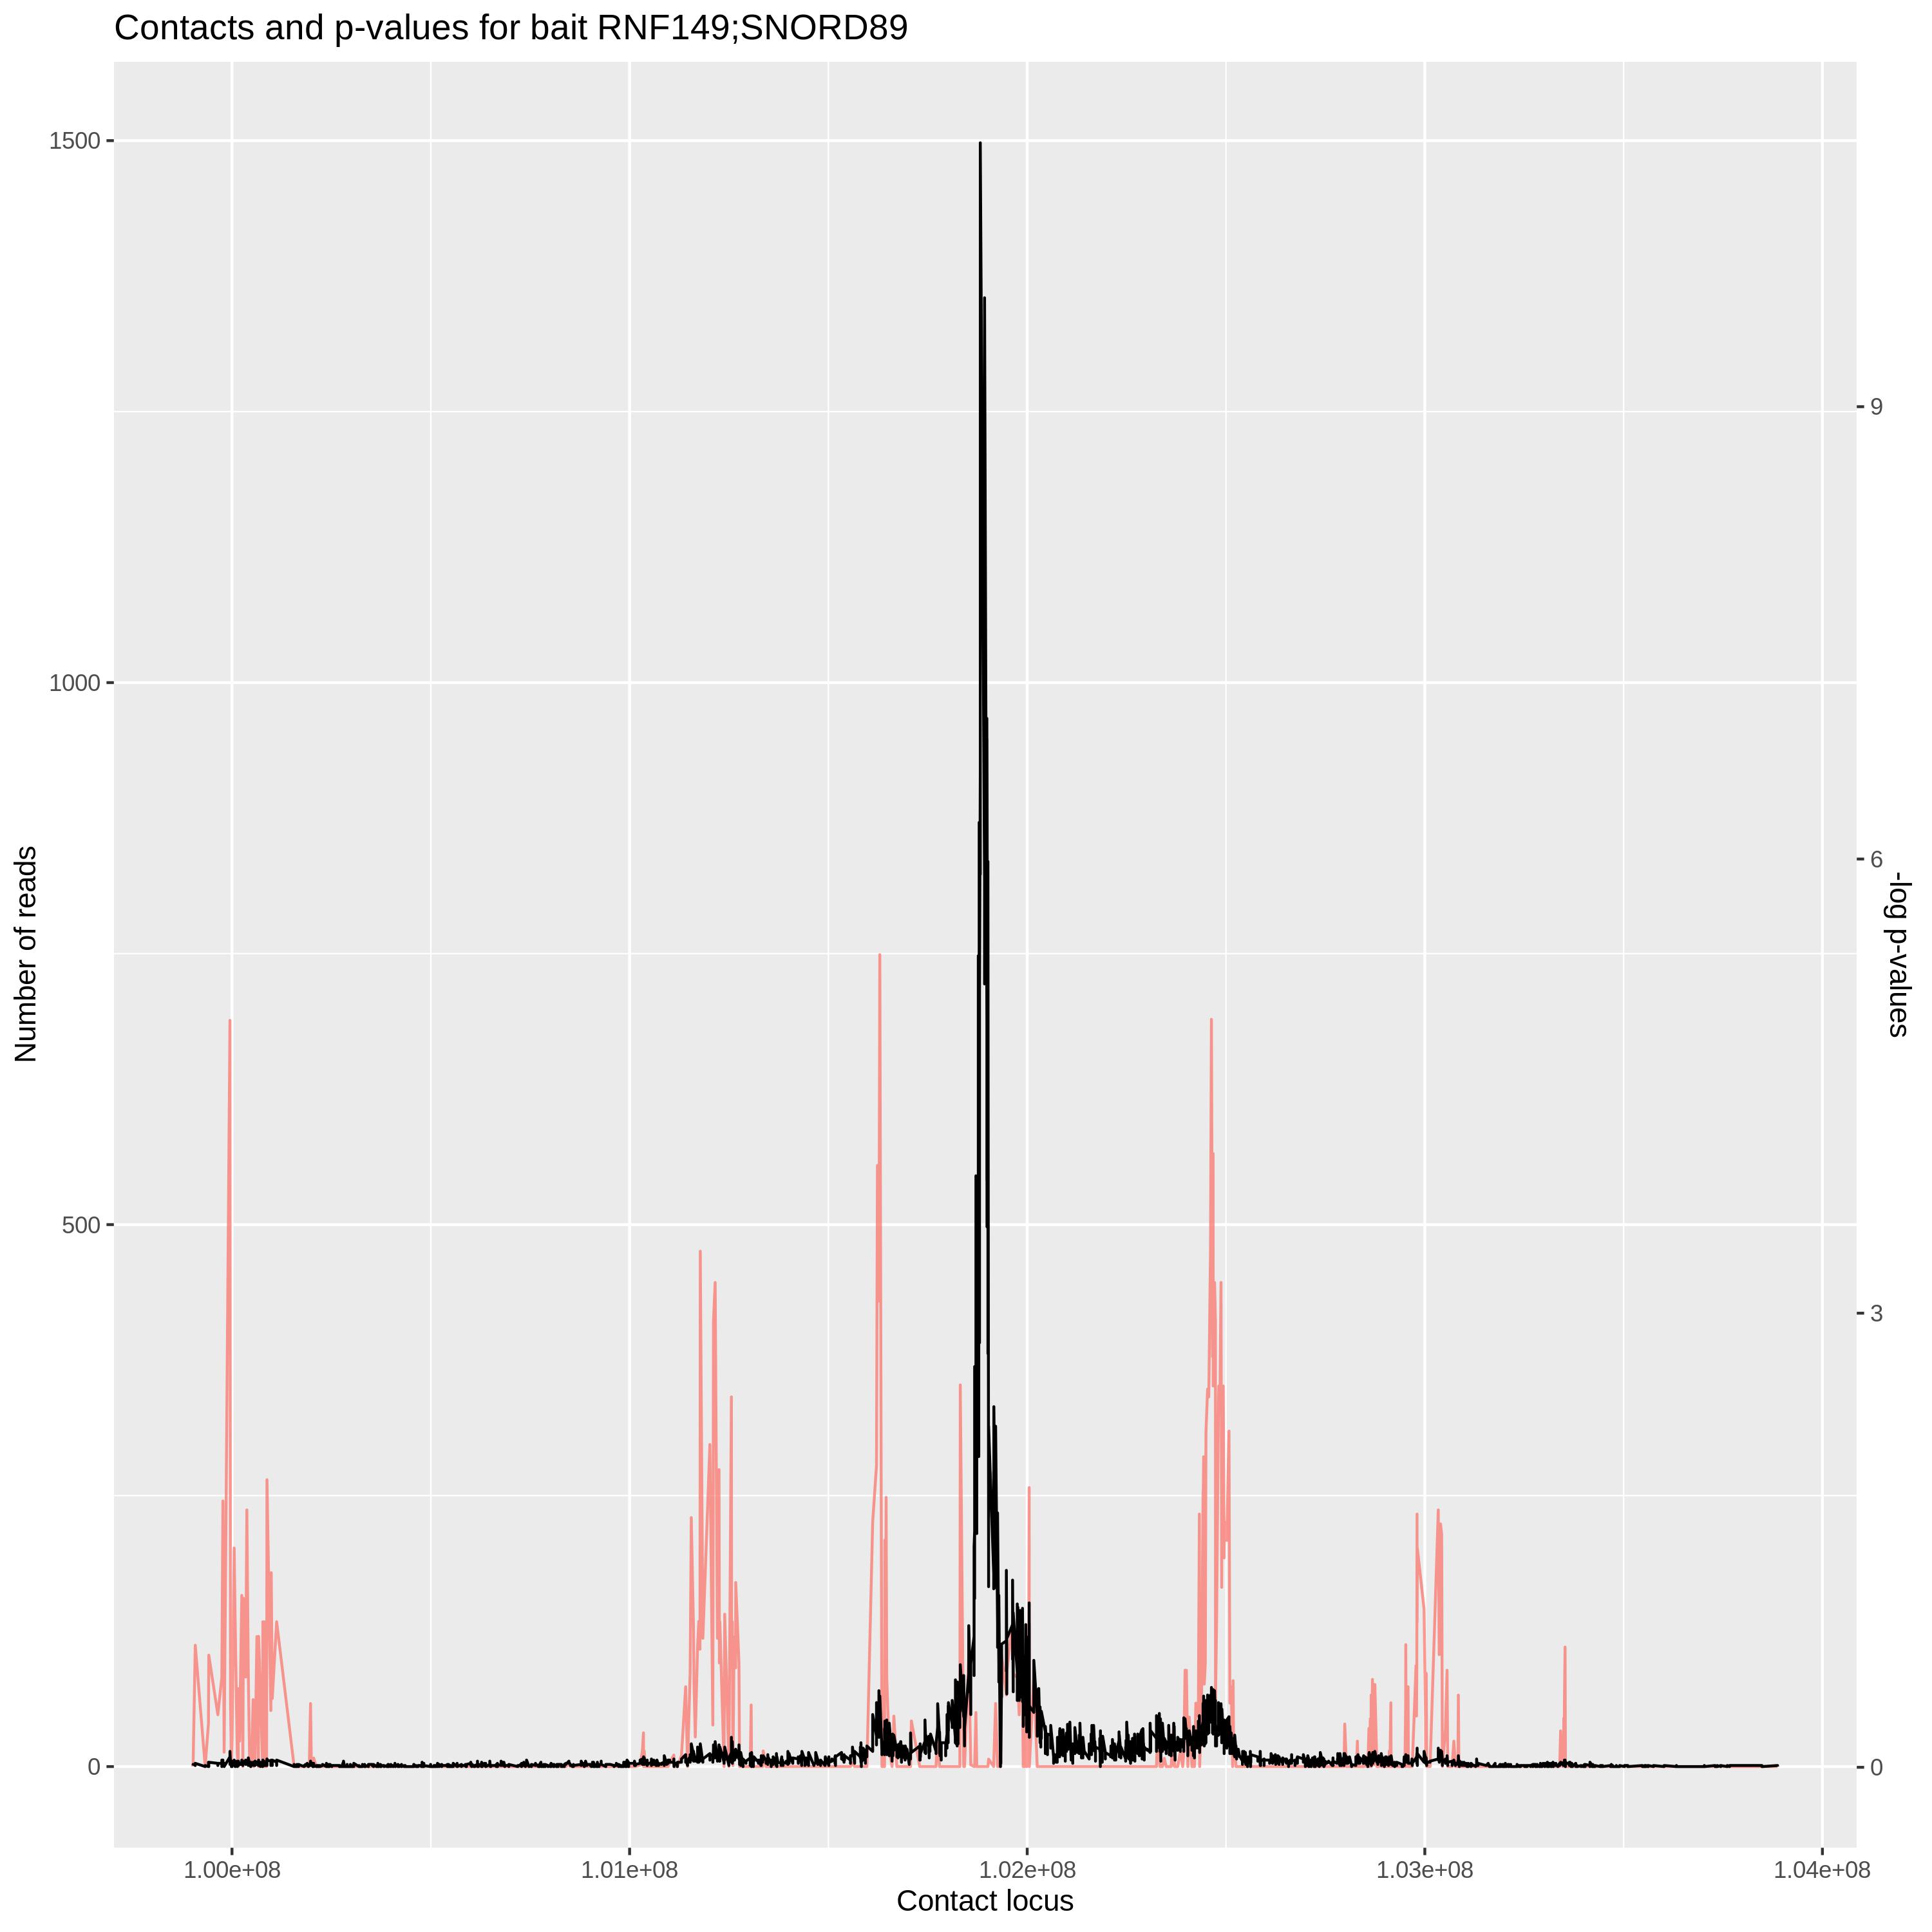 Contacts and p-values for bait RNF149;SNORD89
1500
1000
500
0
Number of reads
9
6
3
0
-log p-values
1.00e+08
1.01e+08
1.02e+08
1.03e+08
1.04e+08
Contact locus